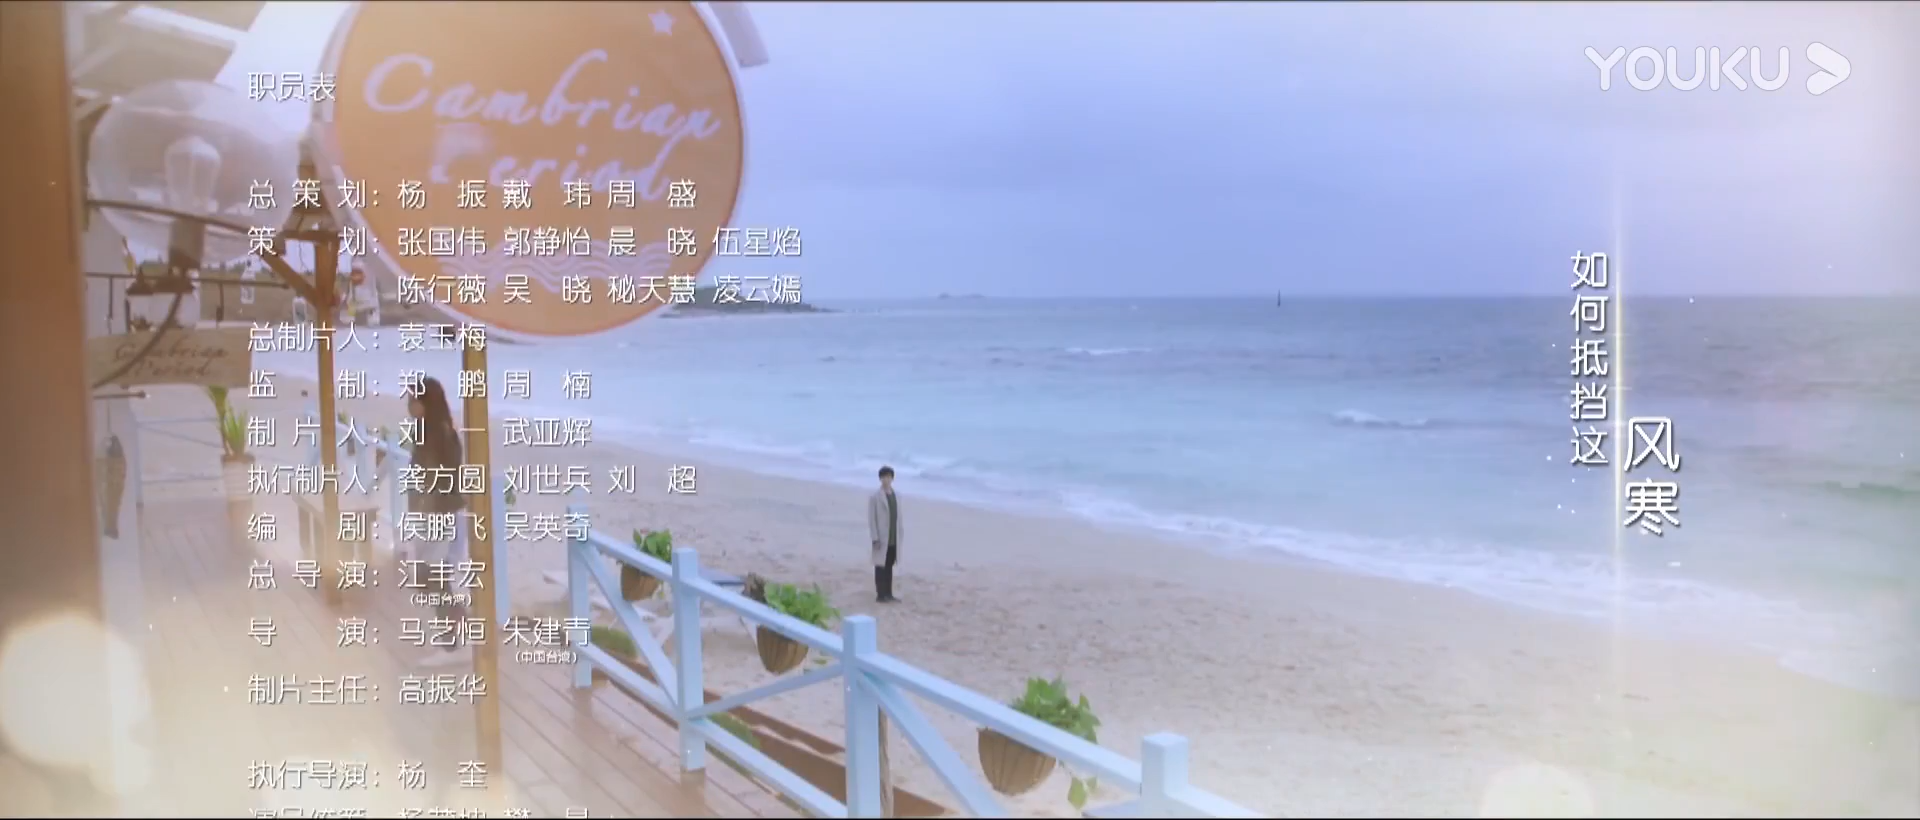 职员表
Cambrian
Period
YOUKU
总策划：杨振 戴玮 周盛
策划：张国伟 郭静怡 晨晓 伍星焰
陈行薇 吴晓 秘天慧 凌云嫣
总制片人：袁玉梅
Cambrian
Period
监制：郑鹏 周楠
制片人：刘一 武亚辉
执行制片人：龚方圆 刘世兵 刘超
编剧：侯鹏飞 吴英奇
总导演：江丰宏
(中国台湾)
导演：马艺恒 朱建青
(中国台湾)
制片主任：高振华
执行导演：杨奎
如何抵挡这
风寒